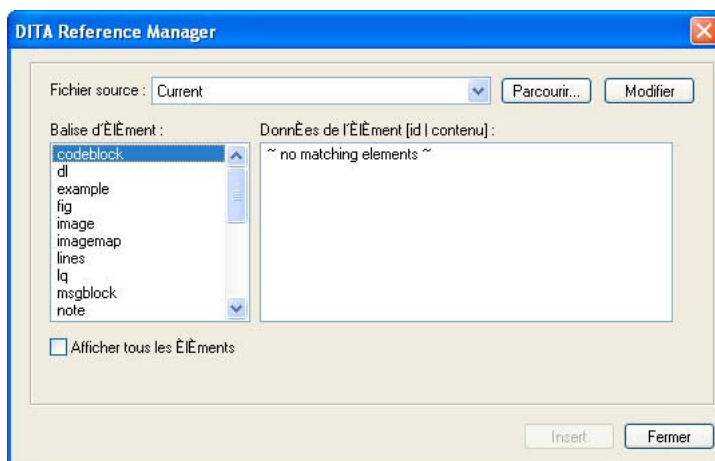 DITA Reference Manager
Fichier source : Current Parcourir... Modifier
Balise d'ÈlÈment : DonnÈes de l'ÈlÈment [id | contenu] :
codeblock ~ no matching elements ~
dl
example
fig
image
imagemap
lines
lq
msgblock
note
Afficher tous les ÈlÈments
Insert Fermer